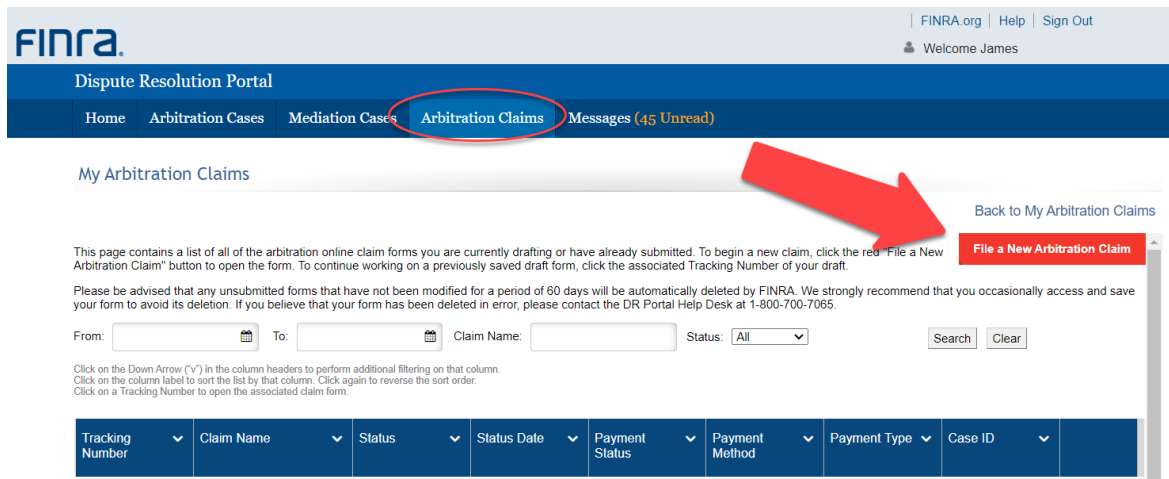 FINRA.org | Help | Sign Out
Finra.
Welcome James
Dispute Resolution Portal
Home Arbitration Cases Mediation Cases Arbitration Claims Messages (45 Unread)
My Arbitration Claims
Back to My Arbitration Claims
File a New Arbitration Claim
This page contains a list of all of the arbitration online claim forms you are currently drafting or have already submitted. To begin a new claim, click the red "File a New
Arbitration Claim" button to open the form. To continue working on a previously saved draft form, click the associated Tracking Number of your draft.
Please be advised that any unsubmitted forms that have not been modified for a period of 60 days will be automatically deleted by FINRA. We strongly recommend that you occasionally access and save
your form to avoid its deletion. If you believe that your form has been deleted in error, please contact the DR Portal Help Desk at 1-800-700-7065.
From: To: Claim Name: Status: All Search Clear
Click on the Down Arrow ("v") in the column headers to perform additional filtering on that column.
Click on the column label to sort the list by that column. Click again to reverse the sort order.
Click on a Tracking Number to open the associated claim form.
Tracking Number Claim Name Status Status Date Payment Status Payment Method Payment Type Case ID